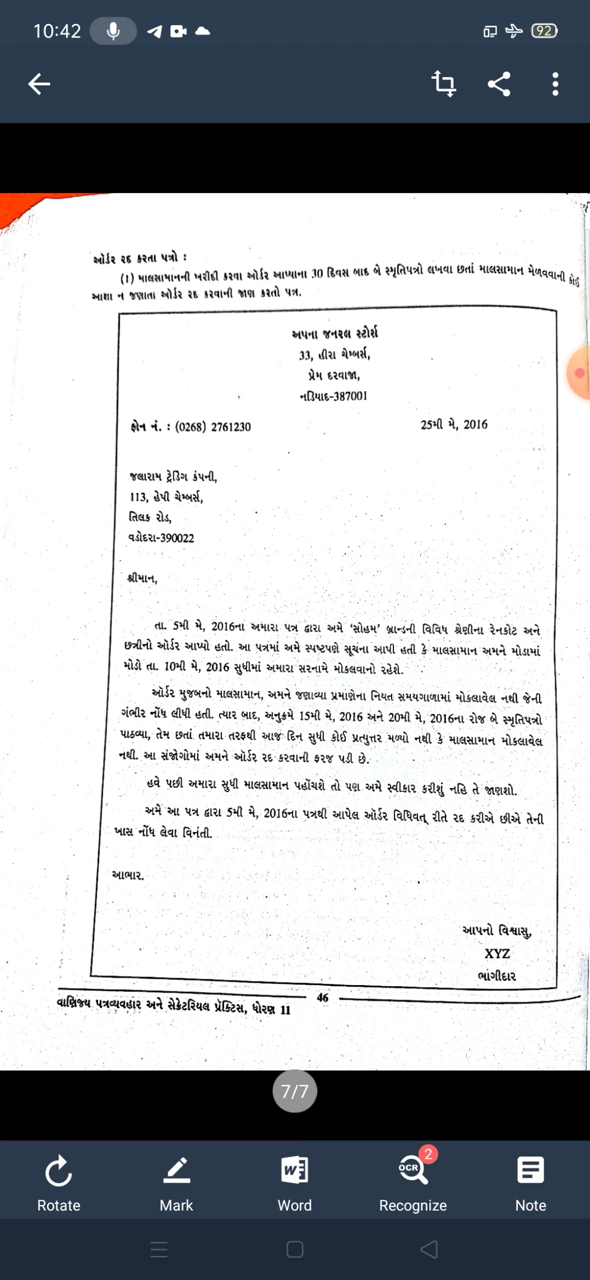 10:42
92
ઑર્ડર રદ કરતા પત્રો :
(1) માલસામાનની ખરીદી કરવા ઑર્ડર આપ્યાના 30 દિવસ બાદ બે સ્મૃતિપત્રો લખવા છતાં માલસામાન મેળવવાની કોઈ
આશા ન જણાતા ઑર્ડર રદ કરવાની જાણ કરતો પત્ર.
અપના જનરલ સ્ટોર્સ
33, હીરા ચેમ્બર્સ,
પ્રેમ દરવાજા,
નડિયાદ-387001
ફોન નં. : (0268) 2761230 25મી મે, 2016
જલારામ ટ્રેડિંગ કંપની,
113, હેપી ચેમ્બર્સ,
તિલક રોડ,
વડોદરા-390022
શ્રીમાન,
તા. 5મી મે, 2016નાં અમારા પત્ર દ્વારા અમે ‘સોહમ’ બ્રાન્ડની વિવિધ શ્રેણીના રેનકોટ અને
છત્રીનો ઑર્ડર આપ્યો હતો. આ પત્રમાં અમે સ્પષ્ટપણે સૂચના આપી હતી કે માલસામાન અમને મોડામાં
મોડો તા. 10મી મે, 2016 સુધીમાં અમારા સરનામે મોકલવાનો રહેશે.
ઑર્ડર મુજબનો માલસામાન, અમને જણાવ્યા પ્રમાણેના નિયત સમયગાળામાં મોકલાવેલ નથી જેની
ગંભીર નોંધ લીધી હતી. ત્યાર બાદ, અનુક્રમે 15મી મે, 2016 અને 20મી મે, 2016ના રોજ બે સ્મૃતિપત્રો
પાઠવ્યા, તેમ છતાં તમારા તરફથી આજ દિન સુધી કોઈ પ્રત્યુત્તર મળ્યો નથી કે માલસામાન મોકલાવેલ
નથી. આ સંજોગોમાં અમને ઑર્ડર રદ કરવાની ફરજ પડી છે.
હવે પછી અમારા સુધી માલસામાન પહોંચશે તો પણ અમે સ્વીકાર કરીશું નહિ તે જાણશો.
અમે આ પત્ર દ્વારા 5મી મે, 2016ના પત્રથી આપેલ ઑર્ડર વિધિવત્ રીતે રદ કરીએ છીએ તેની
ખાસ નોંધ લેવા વિનંતી.
આભાર.
આપનો વિશ્વાસુ,
XYZ
ભાગીદાર
46
વાણિજ્ય પત્રવ્યવહાર અને સેક્રેટરિયલ પ્રૅક્ટિસ, ધોરણ 11
7/7
W
OCR
2
Rotate Mark Word Recognize Note